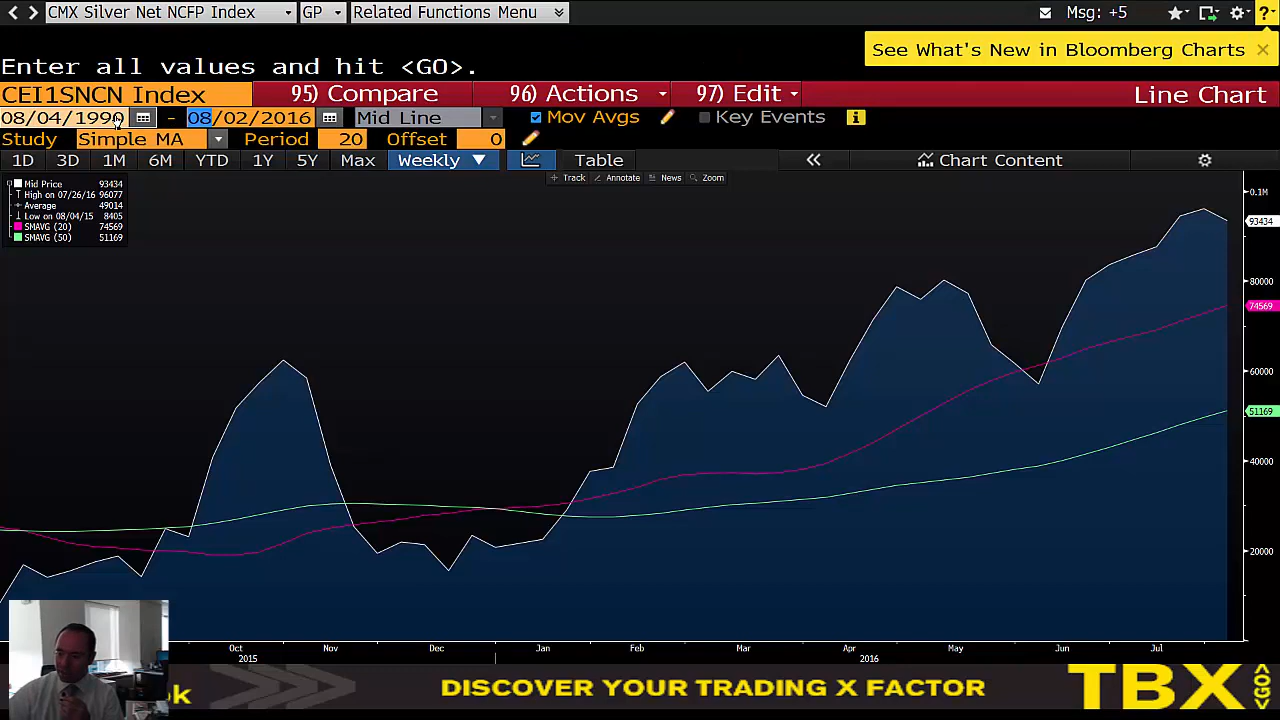 CMX Silver Net NCFP Index GP Related Functions Menu Msg: +5 ?
See What's New in Bloomberg Charts
Enter all values and hit <GO>.
CEI1SNCN Index 95) Compare 96) Actions 97) Edit Line Chart
08/04/1990 - 08/02/2016 Mid Line Mov Avgs Key Events
Study Simple MA Period 20 Offset 0
1D 3D 1M 6M YTD 1Y 5Y Max Weekly ▼ Table « Chart Content
Track Annotate News Zoom
Mid Price 93434
High on 07/26/16 96077
Average 49014
Low on 08/04/15 8405
SMAVG (20) 74569
SMAVG (50) 51169
0.1M
93434
80000
74569
60000
51169
40000
20000
Oct Nov Dec Jan Feb Mar Apr May Jun Jul
2015 2016
ok DISCOVER YOUR TRADING X FACTOR TBX <GO>